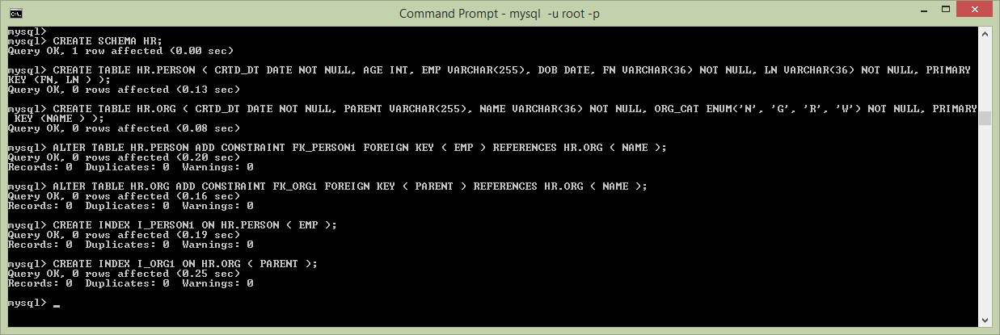 Command Prompt - mysql  -u root -p
mysql>
mysql> CREATE SCHEMA HR;
Query OK, 1 row affected (0.00 sec)
mysql> CREATE TABLE HR.PERSON ( CRTD_DT DATE NOT NULL, AGE INT, EMP VARCHAR(255), DOB DATE, FN VARCHAR(36) NOT NULL, LN VARCHAR(36) NOT NULL, PRIMARY
KEY (FN, LN ) );
Query OK, 0 rows affected (0.13 sec)
mysql> CREATE TABLE HR.ORG ( CRTD_DT DATE NOT NULL, PARENT VARCHAR(255), NAME VARCHAR(36) NOT NULL, ORG_CAT ENUM('N', 'G', 'R', 'W') NOT NULL, PRIMARY
 KEY (NAME ) );
Query OK, 0 rows affected (0.08 sec)
mysql> ALTER TABLE HR.PERSON ADD CONSTRAINT FK_PERSON1 FOREIGN KEY ( EMP ) REFERENCES HR.ORG ( NAME );
Query OK, 0 rows affected (0.20 sec)
Records: 0  Duplicates: 0  Warnings: 0
mysql> ALTER TABLE HR.ORG ADD CONSTRAINT FK_ORG1 FOREIGN KEY ( PARENT ) REFERENCES HR.ORG ( NAME );
Query OK, 0 rows affected (0.16 sec)
Records: 0  Duplicates: 0  Warnings: 0
mysql> CREATE INDEX I_PERSON1 ON HR.PERSON ( EMP );
Query OK, 0 rows affected (0.19 sec)
Records: 0  Duplicates: 0  Warnings: 0
mysql> CREATE INDEX I_ORG1 ON HR.ORG ( PARENT );
Query OK, 0 rows affected (0.25 sec)
Records: 0  Duplicates: 0  Warnings: 0
mysql> _